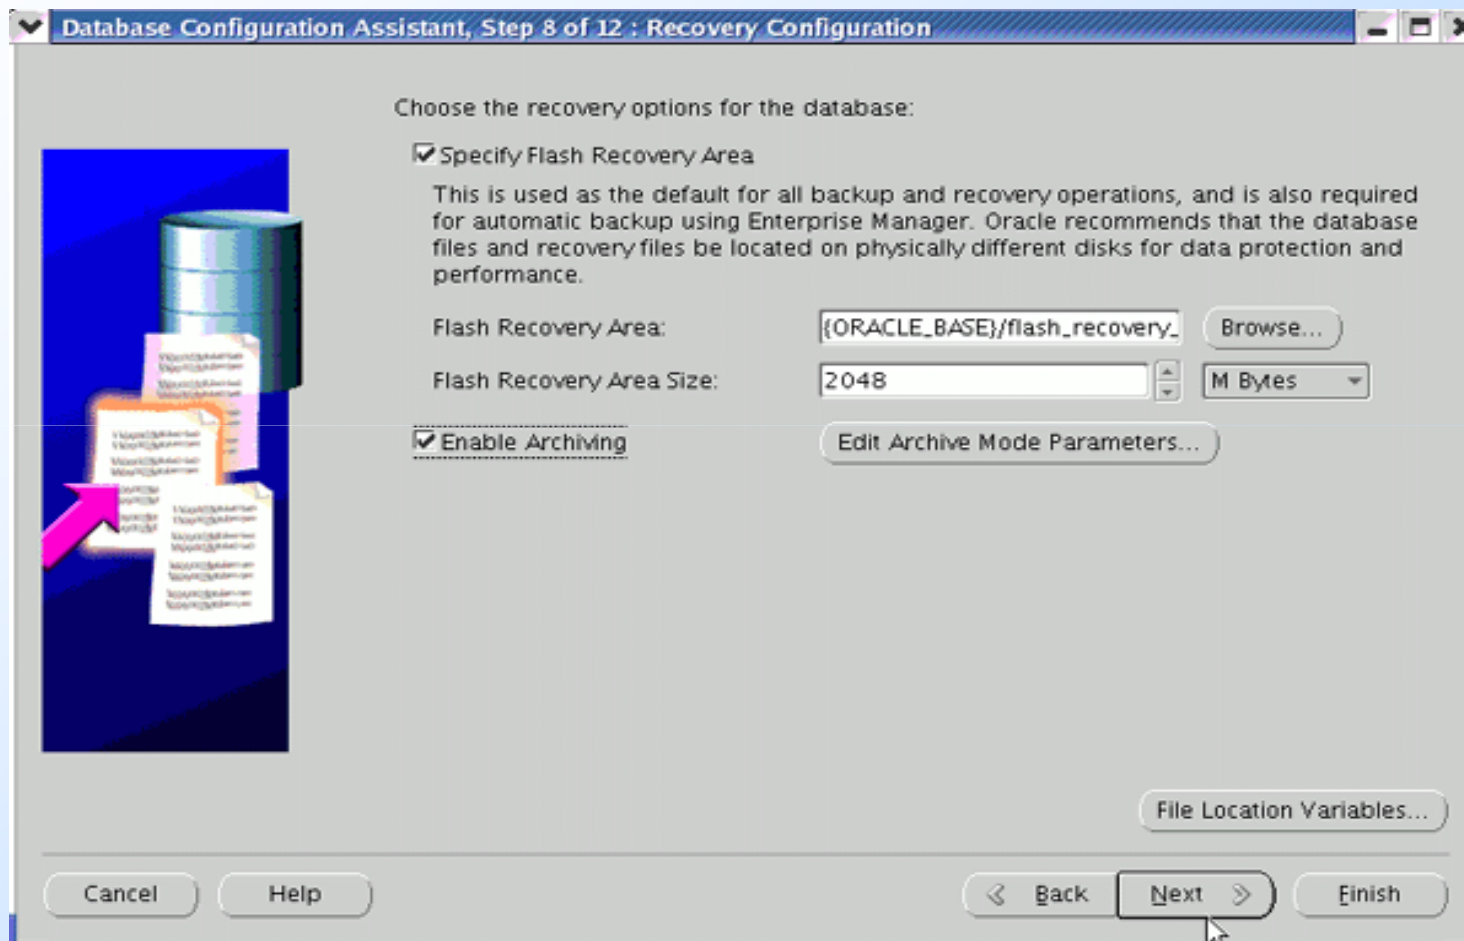 Database Configuration Assistant, Step 8 of 12 : Recovery Configuration
Choose the recovery options for the database:
Specify Flash Recovery Area
This is used as the default for all backup and recovery operations, and is also required
for automatic backup using Enterprise Manager. Oracle recommends that the database
files and recovery files be located on physically different disks for data protection and
performance.
Flash Recovery Area: {ORACLE_BASE}/flash_recovery_ Browse...
Flash Recovery Area Size: 2048 M Bytes
Enable Archiving Edit Archive Mode Parameters...
File Location Variables...
Cancel Help Back Next Finish